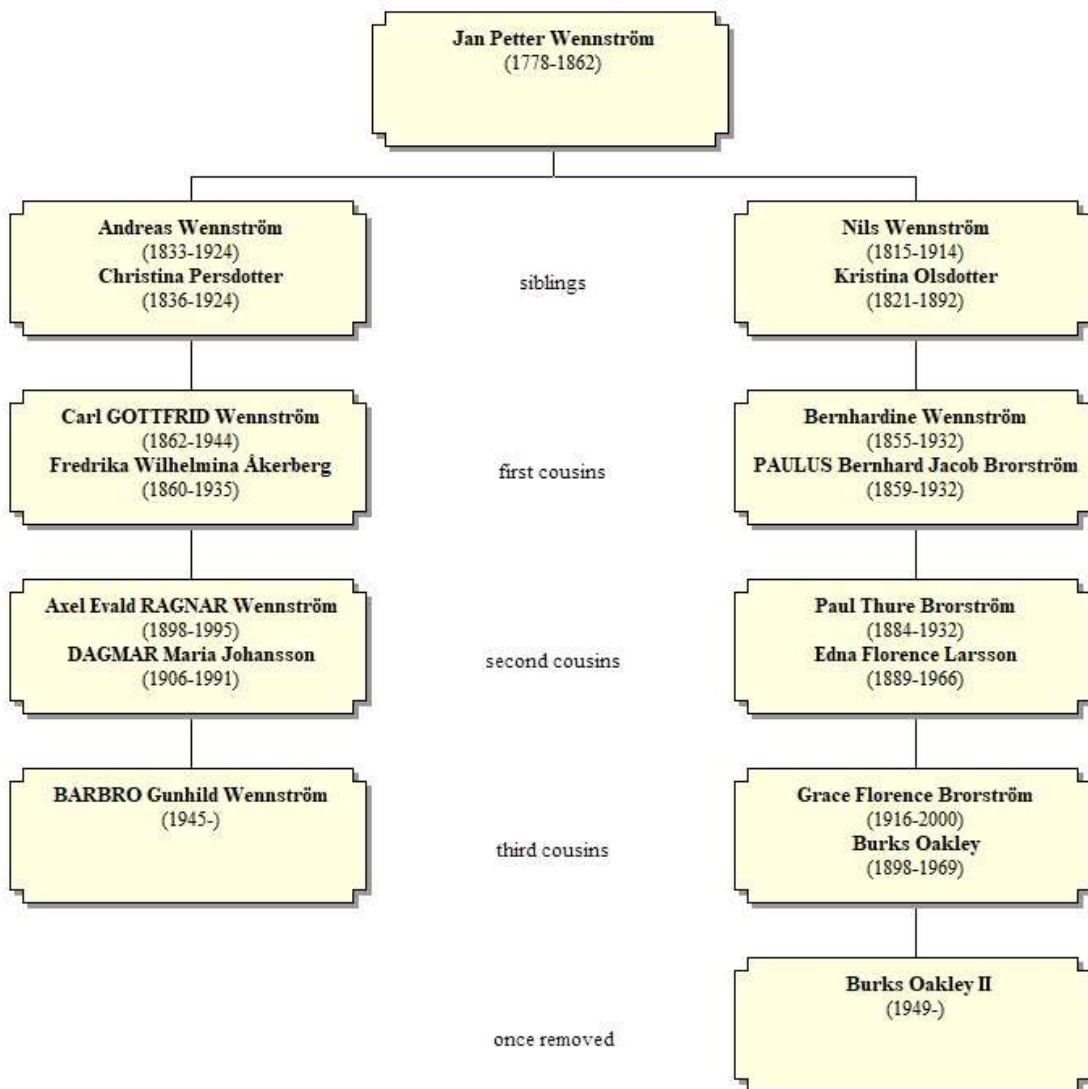 Jan Petter Wennström
(1778-1862)
Andreas Wennström
(1833-1924)
Christina Persdotter
(1836-1924)
siblings
Nils Wennström
(1815-1914)
Kristina Olsdotter
(1821-1892)
Carl GOTTFRID Wennström
(1862-1944)
Fredrika Wilhelmina Åkerberg
(1860-1935)
first cousins
Bernhardine Wennström
(1855-1932)
PAULUS Bernhard Jacob Brorström
(1859-1932)
Axel Evald RAGNAR Wennström
(1898-1995)
DAGMAR Maria Johansson
(1906-1991)
second cousins
Paul Thure Brorström
(1884-1932)
Edna Florence Larsson
(1889-1966)
BARBRO Gunhild Wennström
(1945-)
third cousins
Grace Florence Brorström
(1916-2000)
Burks Oakley
(1898-1969)
Burks Oakley II
(1949-)
once removed